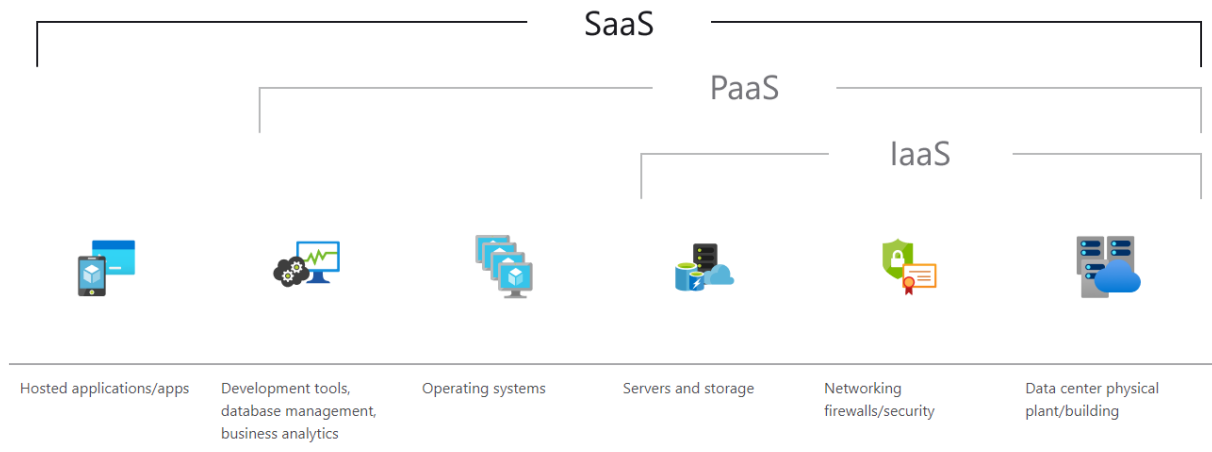 SaaS
PaaS
IaaS
Hosted applications/apps
Development tools,
database management,
business analytics
Operating systems
Servers and storage
Networking
firewalls/security
Data center physical
plant/building